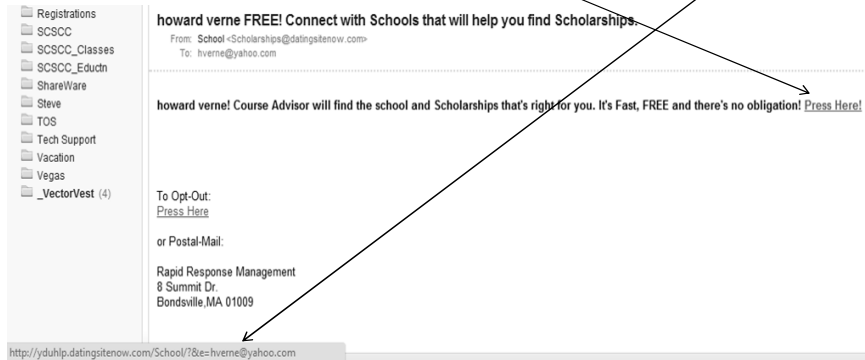 Registrations
SCSCC
SCSCC_Classes
SCSCC_Eductn
ShareWare
Steve
TOS
Tech Support
Vacation
Vegas
_VectorVest (4)
howard verne FREE! Connect with Schools that will help you find Scholarships.
From: School <Scholarships@datingsitenow.com>
To: hverne@yahoo.com
howard verne! Course Advisor will find the school and Scholarships that's right for you. It's Fast, FREE and there's no obligation! Press Here!
To Opt-Out:
Press Here
or Postal-Mail:
Rapid Response Management
8 Summit Dr.
Bondsville,MA 01009
http://yduhlp.datingsitenow.com/School/?&e=hverne@yahoo.com